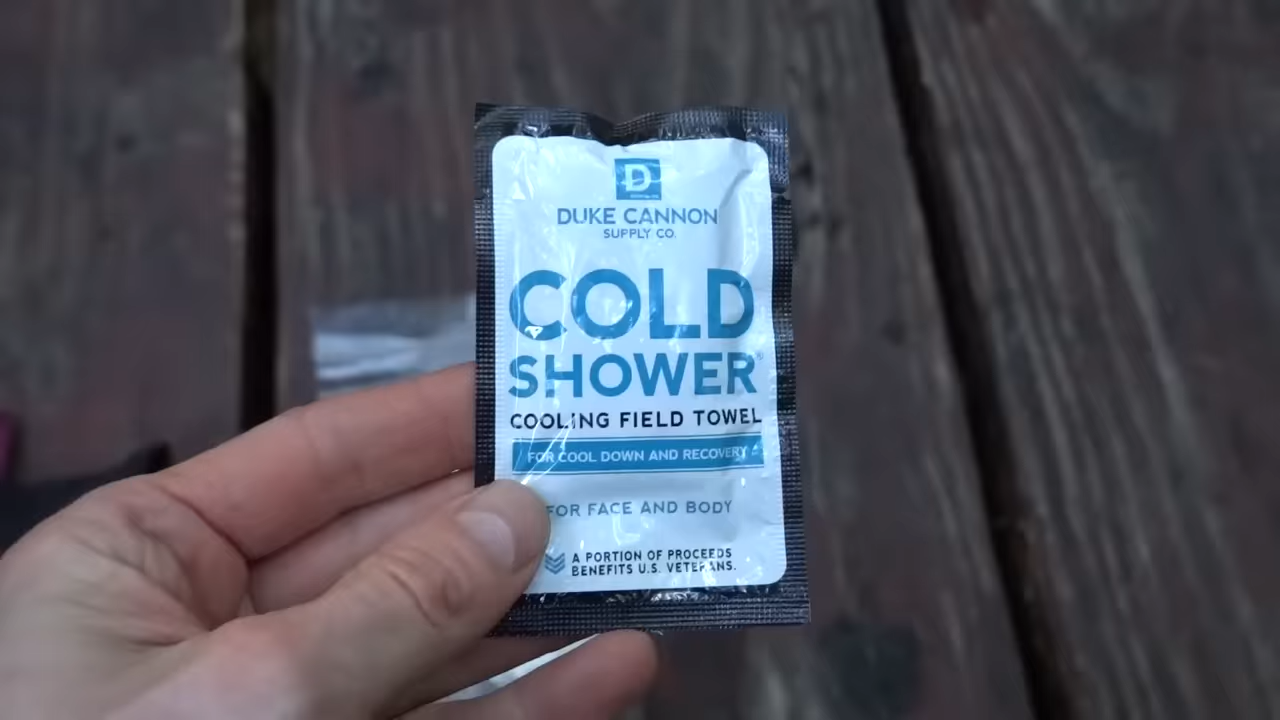 D
DUKE CANNON
SUPPLY CO.
COLD
SHOWER®
COOLING FIELD TOWEL
FOR COOL DOWN AND RECOVERY
FOR FACE AND BODY
A PORTION OF PROCEEDS
BENEFITS U.S. VETERANS.